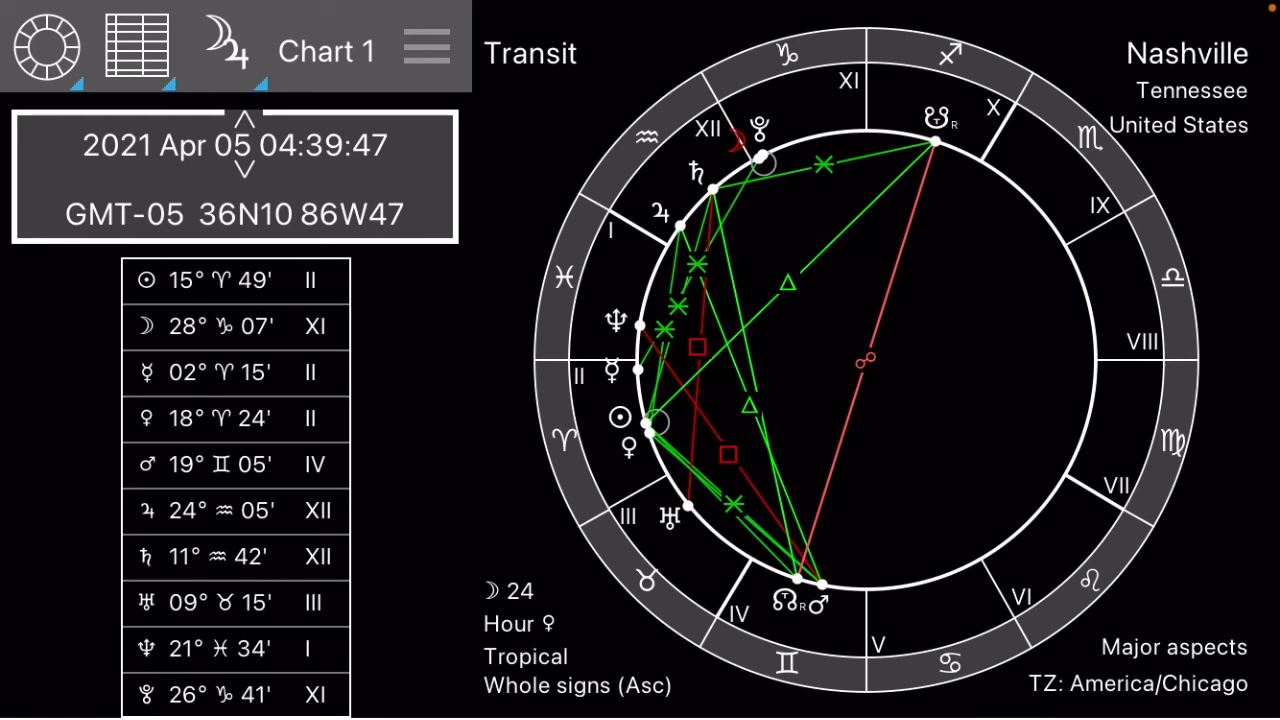 Chart 1
2021 Apr 05 04:39:47
GMT-05 36N10 86W47
☉ 15° ♈ 49' II
☽ 28° ♑ 07' XI
☿ 02° ♈ 15' II
♀ 18° ♈ 24' II
♂ 19° ♊ 05' IV
♃ 24° ♒ 05' XII
♄ 11° ♒ 42' XII
♅ 09° ♉ 15' III
♆ 21° ♓ 34' I
♇ 26° ♑ 41' XI
Transit
Nashville
Tennessee
United States
XI
X
XII
IX
I
VIII
II
VII
III
VI
IV
V
R
R
☽ 24
Hour ♀
Tropical
Whole signs (Asc)
Major aspects
TZ: America/Chicago